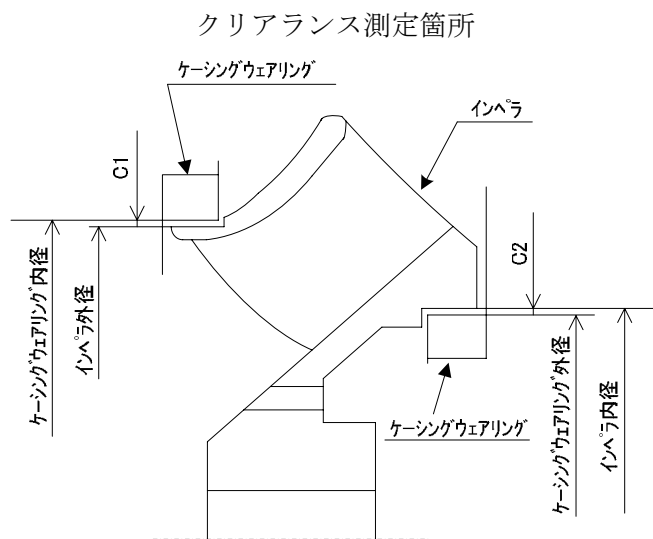 クリアランス測定箇所
ケーシングウェアリング
インペラ
C1
C2
ケーシングウェアリング内径
インペラ外径
ケーシングウェアリング
ケーシングウェアリング外径
インペラ内径